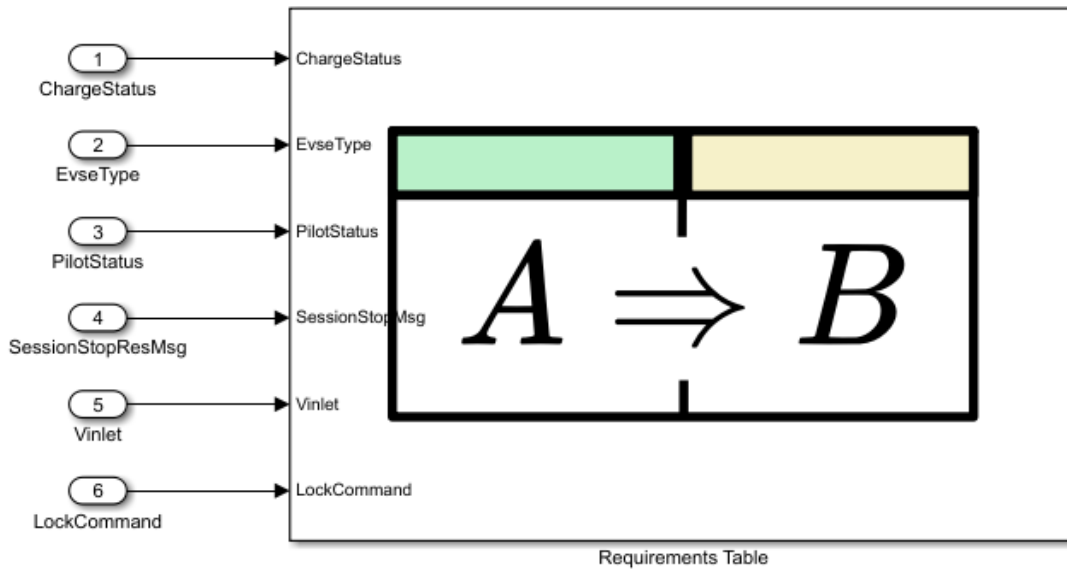 1
ChargeStatus
ChargeStatus
2
EvseType
EvseType
3
PilotStatus
PilotStatus
4
SessionStopResMsg
SessionStopMsg
5
Vinlet
Vinlet
6
LockCommand
LockCommand
A ⇒ B
Requirements Table